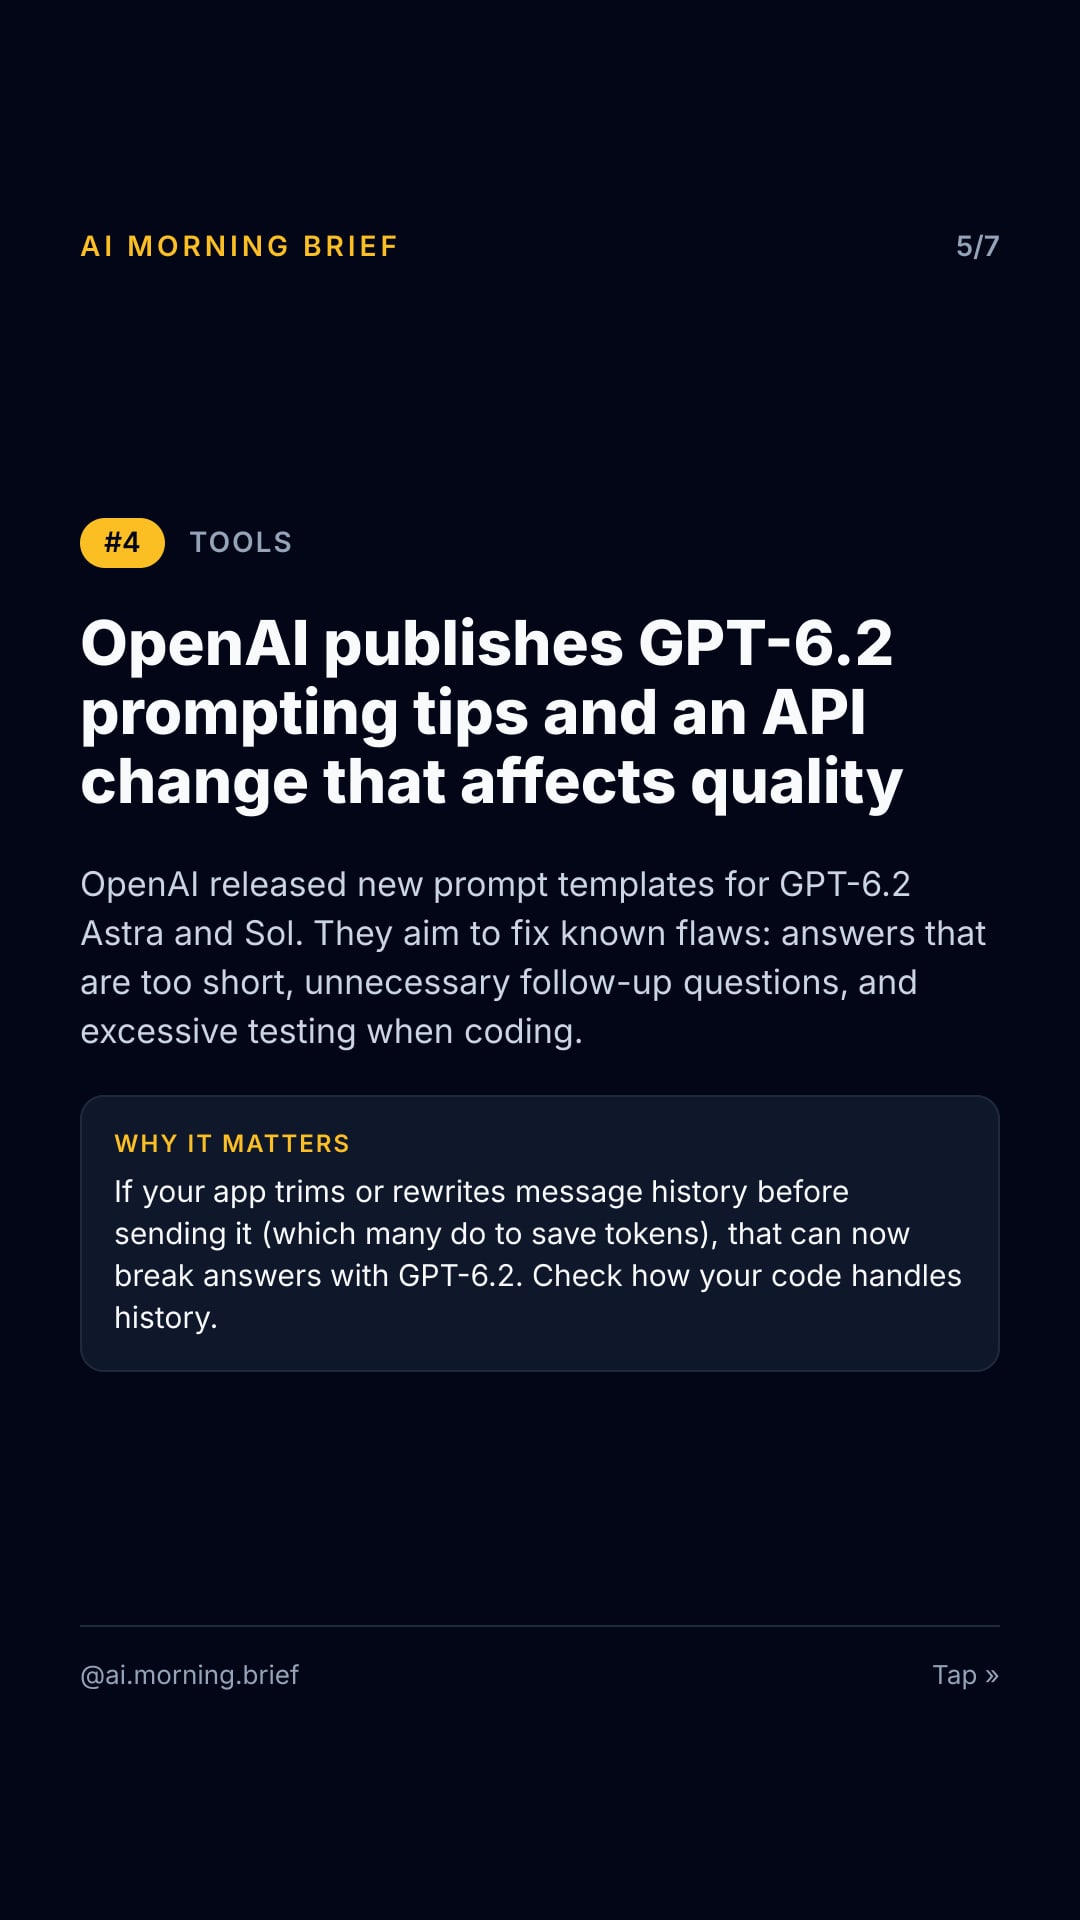 AI MORNING BRIEF
5/7
#4
TOOLS
OpenAI publishes GPT-6.2
prompting tips and an API
change that affects quality
OpenAI released new prompt templates for GPT-6.2
Astra and Sol. They aim to fix known flaws: answers that
are too short, unnecessary follow-up questions, and
excessive testing when coding.
WHY IT MATTERS
If your app trims or rewrites message history before
sending it (which many do to save tokens), that can now
break answers with GPT-6.2. Check how your code handles
history.
@ai.morning.brief
Tap »